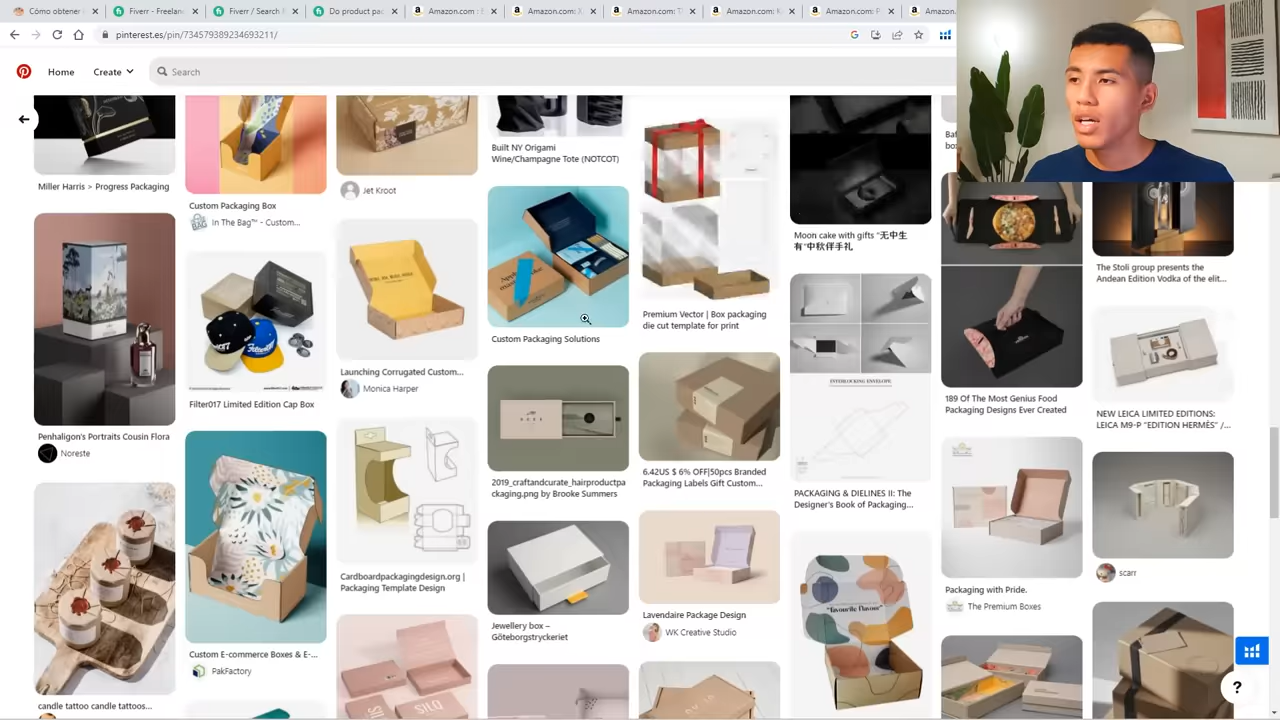 Cómo obtener
Fiverr - Freelanc
Fiverr / Search R
Do product pac
Amazon.com
Amazon.com:
Amazon.com:
Amazon.com:
Amazon.com:
Amazon.com:
pinterest.es/pin/734579389234693211/
Home
Create
Search
Miller Harris > Progress Packaging
Custom Packaging Box
In The Bag™ - Custom...
Jet Kroot
Built NY Origami
Wine/Champagne Tote (NOTCOT)
Custom Packaging Solutions
Premium Vector | Box packaging
die cut template for print
Moon cake with gifts "无中生
有"中秋伴手礼
The Stoli group presents the
Andean Edition Vodka of the elit...
Penhaligon's Portraits Cousin Flora
Noreste
Filter017 Limited Edition Cap Box
Launching Corrugated Custom...
Monica Harper
2019_craftandcurate_hairproductpa
ckaging.png by Brooke Summers
6.42US $ 6% OFF|50pcs Branded
Packaging Labels Gift Custom...
INTERLOCKING ENVELOPE
PACKAGING & DIELINES II: The
Designer's Book of Packaging...
189 Of The Most Genius Food
Packaging Designs Ever Created
NEW LEICA LIMITED EDITIONS:
LEICA M9-P "EDITION HERMÈS" /...
Cardboardpackagingdesign.org |
Packaging Template Design
Jewellery box –
Göteborgstryckeriet
Lavendaire Package Design
WK Creative Studio
"Favourite Flavour"
Packaging with Pride.
The Premium Boxes
scarr
Custom E-commerce Boxes & E-...
PakFactory
candle tattoo candle tattoos...
SILQ
?